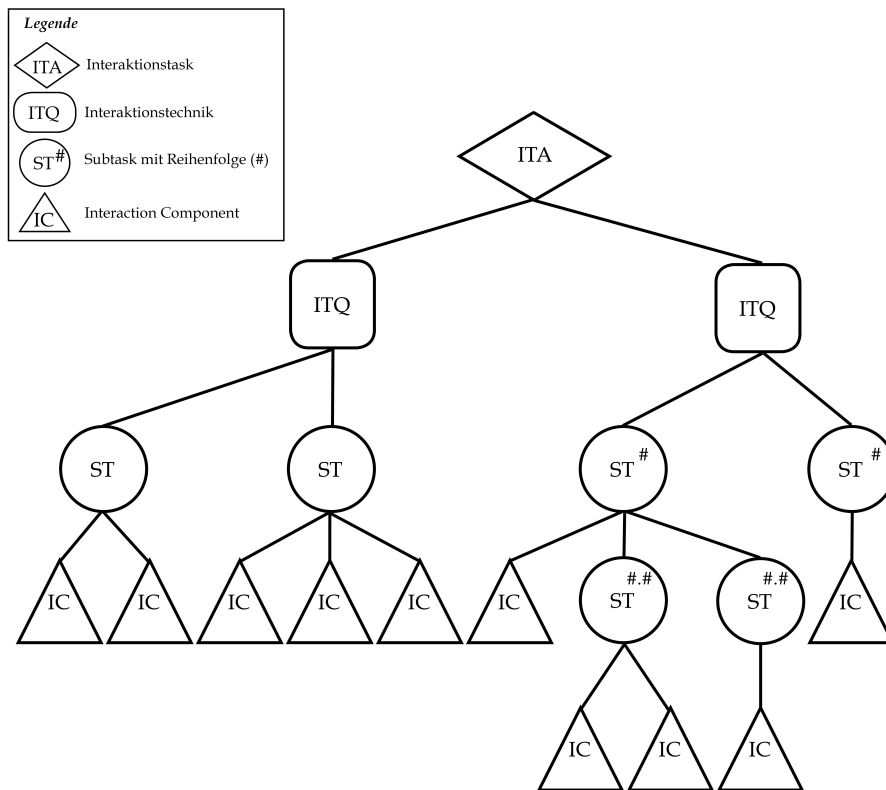 Legende
ITA Interaktionstask
ITQ Interaktionstechnik
ST# Subtask mit Reihenfolge (#)
IC Interaction Component
ITA
ITQ ITQ
ST ST ST # ST #
IC IC IC IC IC IC ST #.# ST #.# IC
IC IC IC